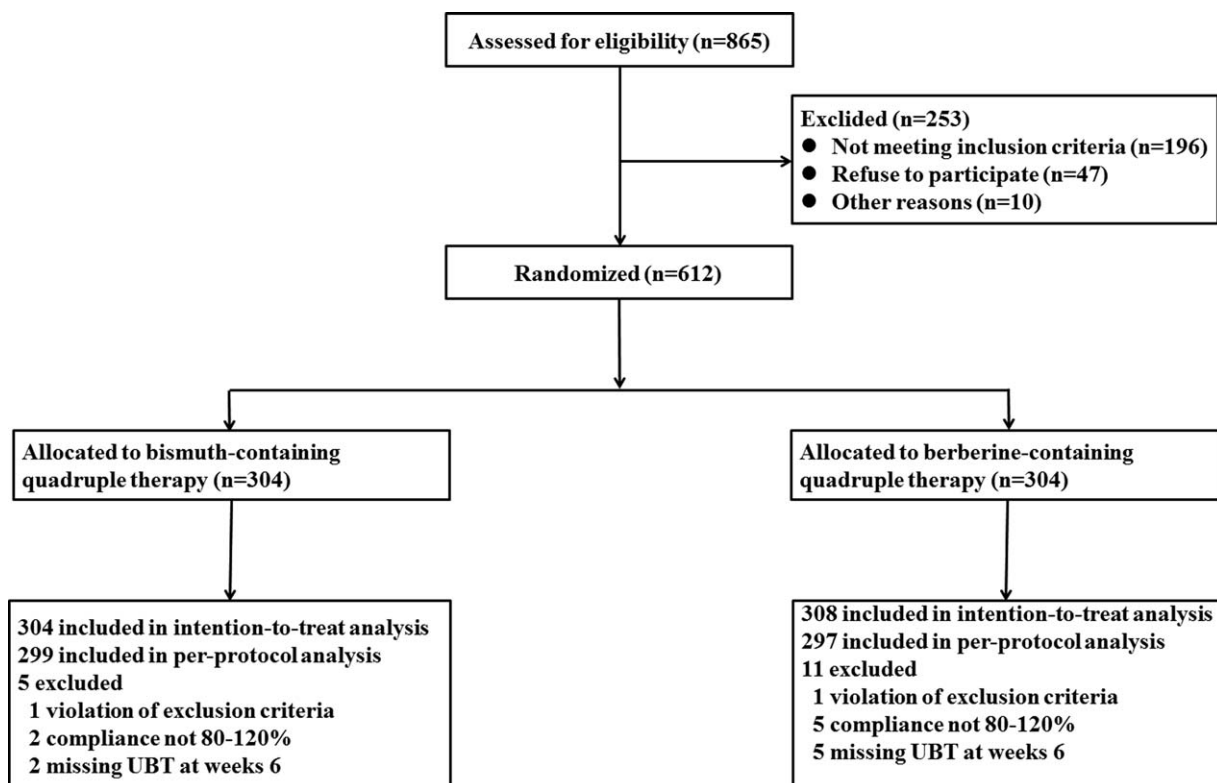 Assessed for eligibility (n=865)
Exclided (n=253)
● Not meeting inclusion criteria (n=196)
● Refuse to participate (n=47)
● Other reasons (n=10)
Randomized (n=612)
Allocated to bismuth-containing
quadruple therapy (n=304)
Allocated to berberine-containing
quadruple therapy (n=304)
304 included in intention-to-treat analysis
299 included in per-protocol analysis
5 excluded
1 violation of exclusion criteria
2 compliance not 80-120%
2 missing UBT at weeks 6
308 included in intention-to-treat analysis
297 included in per-protocol analysis
11 excluded
1 violation of exclusion criteria
5 compliance not 80-120%
5 missing UBT at weeks 6